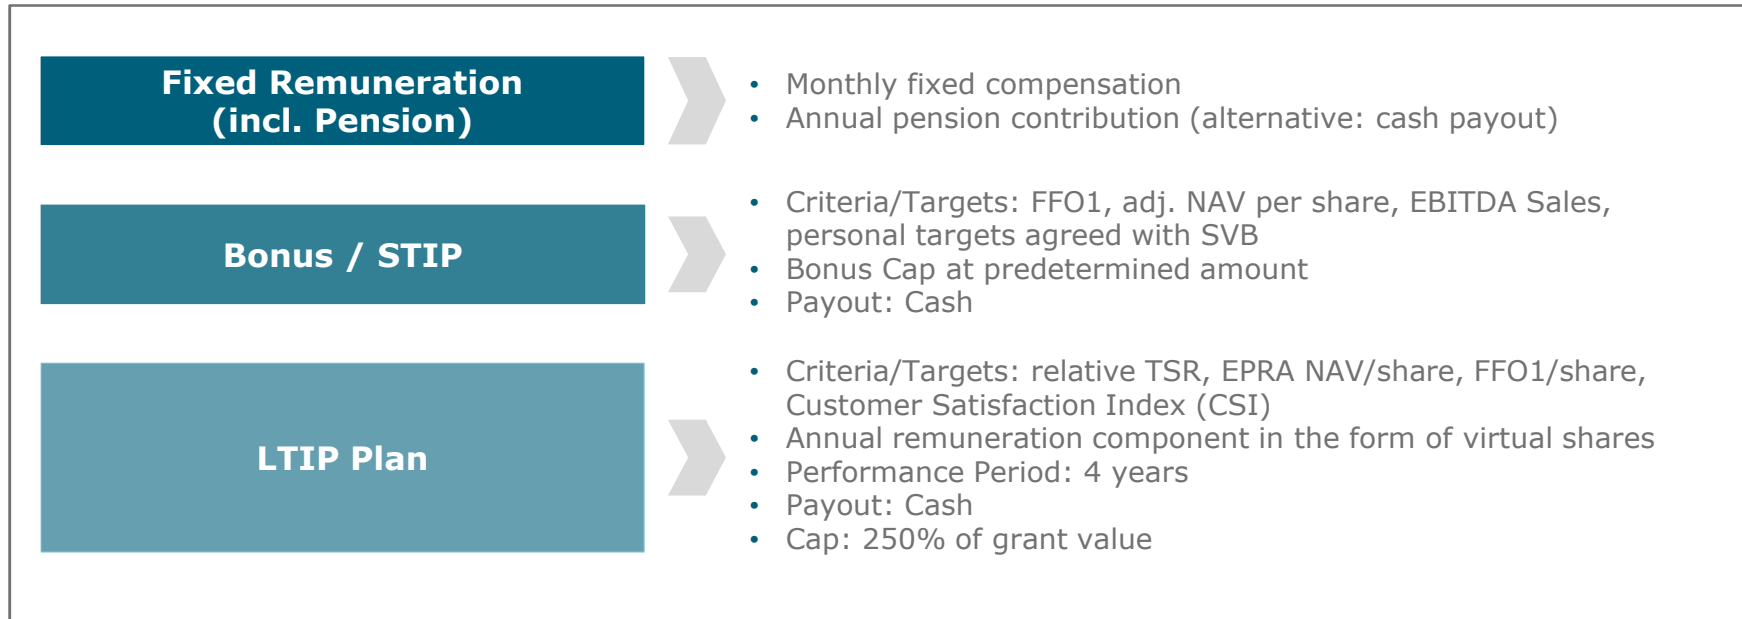 Fixed Remuneration
(incl. Pension)
• Monthly fixed compensation
• Annual pension contribution (alternative: cash payout)
Bonus / STIP
• Criteria/Targets: FFO1, adj. NAV per share, EBITDA Sales,
personal targets agreed with SVB
• Bonus Cap at predetermined amount
• Payout: Cash
LTIP Plan
• Criteria/Targets: relative TSR, EPRA NAV/share, FFO1/share,
Customer Satisfaction Index (CSI)
• Annual remuneration component in the form of virtual shares
• Performance Period: 4 years
• Payout: Cash
• Cap: 250% of grant value